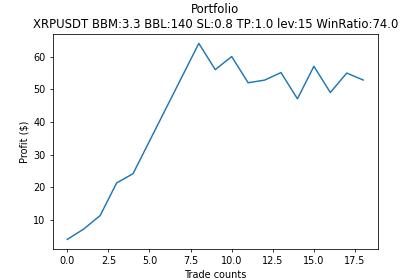 Portfolio
XRPUSDT BBM:3.3 BBL:140 SL:0.8 TP:1.0 lev:15 WinRatio:74.0
60
50
40
30
20
10
Profit ($)
0.0 2.5 5.0 7.5 10.0 12.5 15.0 17.5
Trade counts